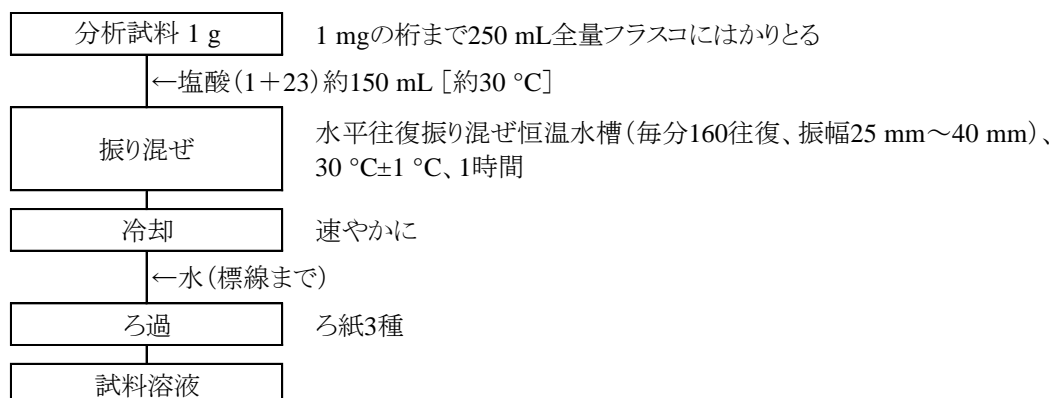 分析試料 1 g
1 mgの桁まで250 mL全量フラスコにはかりとる
←塩酸（1＋23）約150 mL ［約30 °C］
振り混ぜ
水平往復振り混ぜ恒温水槽（毎分160往復、振幅25 mm～40 mm）、
30 °C±1 °C、1時間
冷却
速やかに
←水（標線まで）
ろ過
ろ紙3種
試料溶液